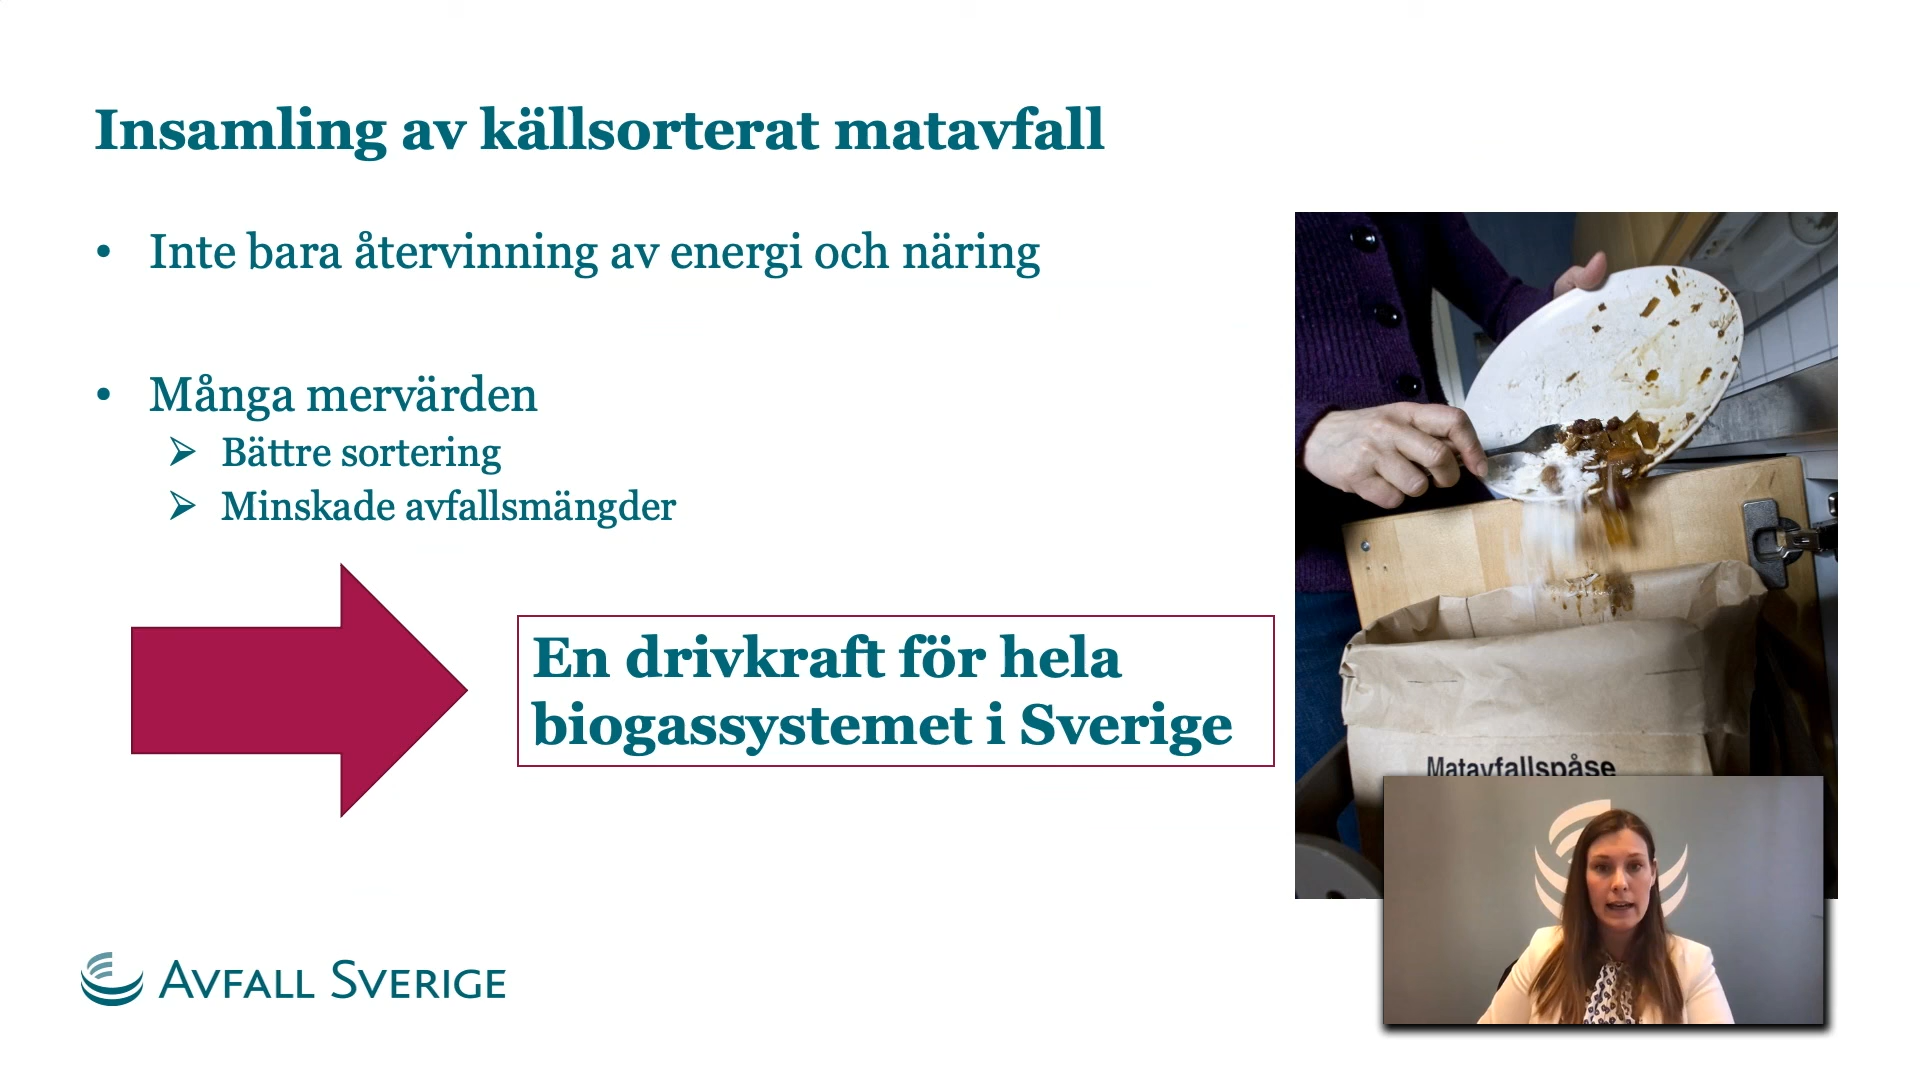 Insamling av källsorterat matavfall
• Inte bara återvinning av energi och näring
• Många mervärden
➢ Bättre sortering
➢ Minskade avfallsmängder
En drivkraft för hela
biogassystemet i Sverige
Matavfallspåse
AVFALL SVERIGE